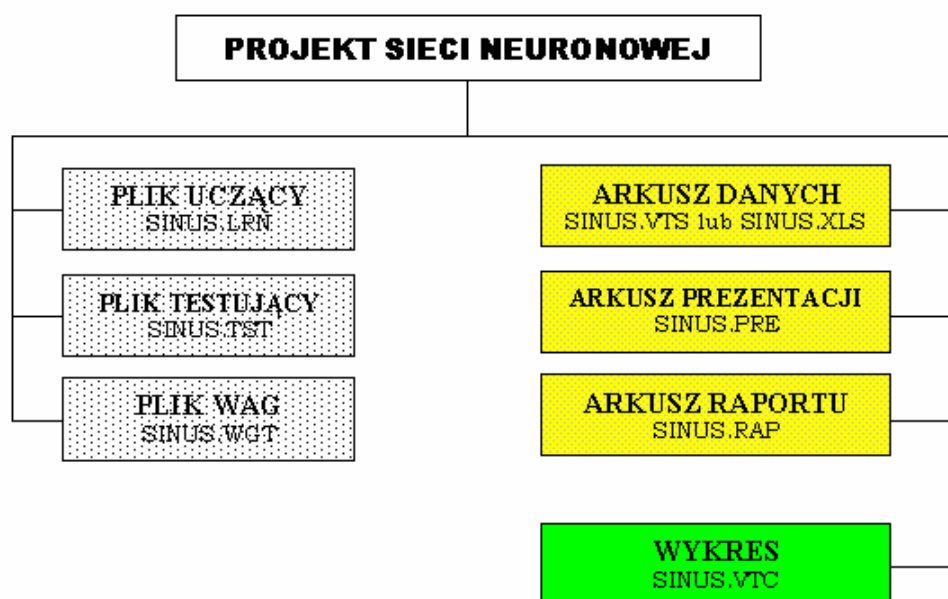 PROJEKT SIECI NEURONOWEJ
PLIK UCZĄCY
SINUS.LRN
PLIK TESTUJĄCY
SINUS.TST
PLIK WAG
SINUS.WGT
ARKUSZ DANYCH
SINUS.VTS lub SINUS.XLS
ARKUSZ PREZENTACJI
SINUS.PRE
ARKUSZ RAPORTU
SINUS.RAP
WYKRES
SINUS.VTC